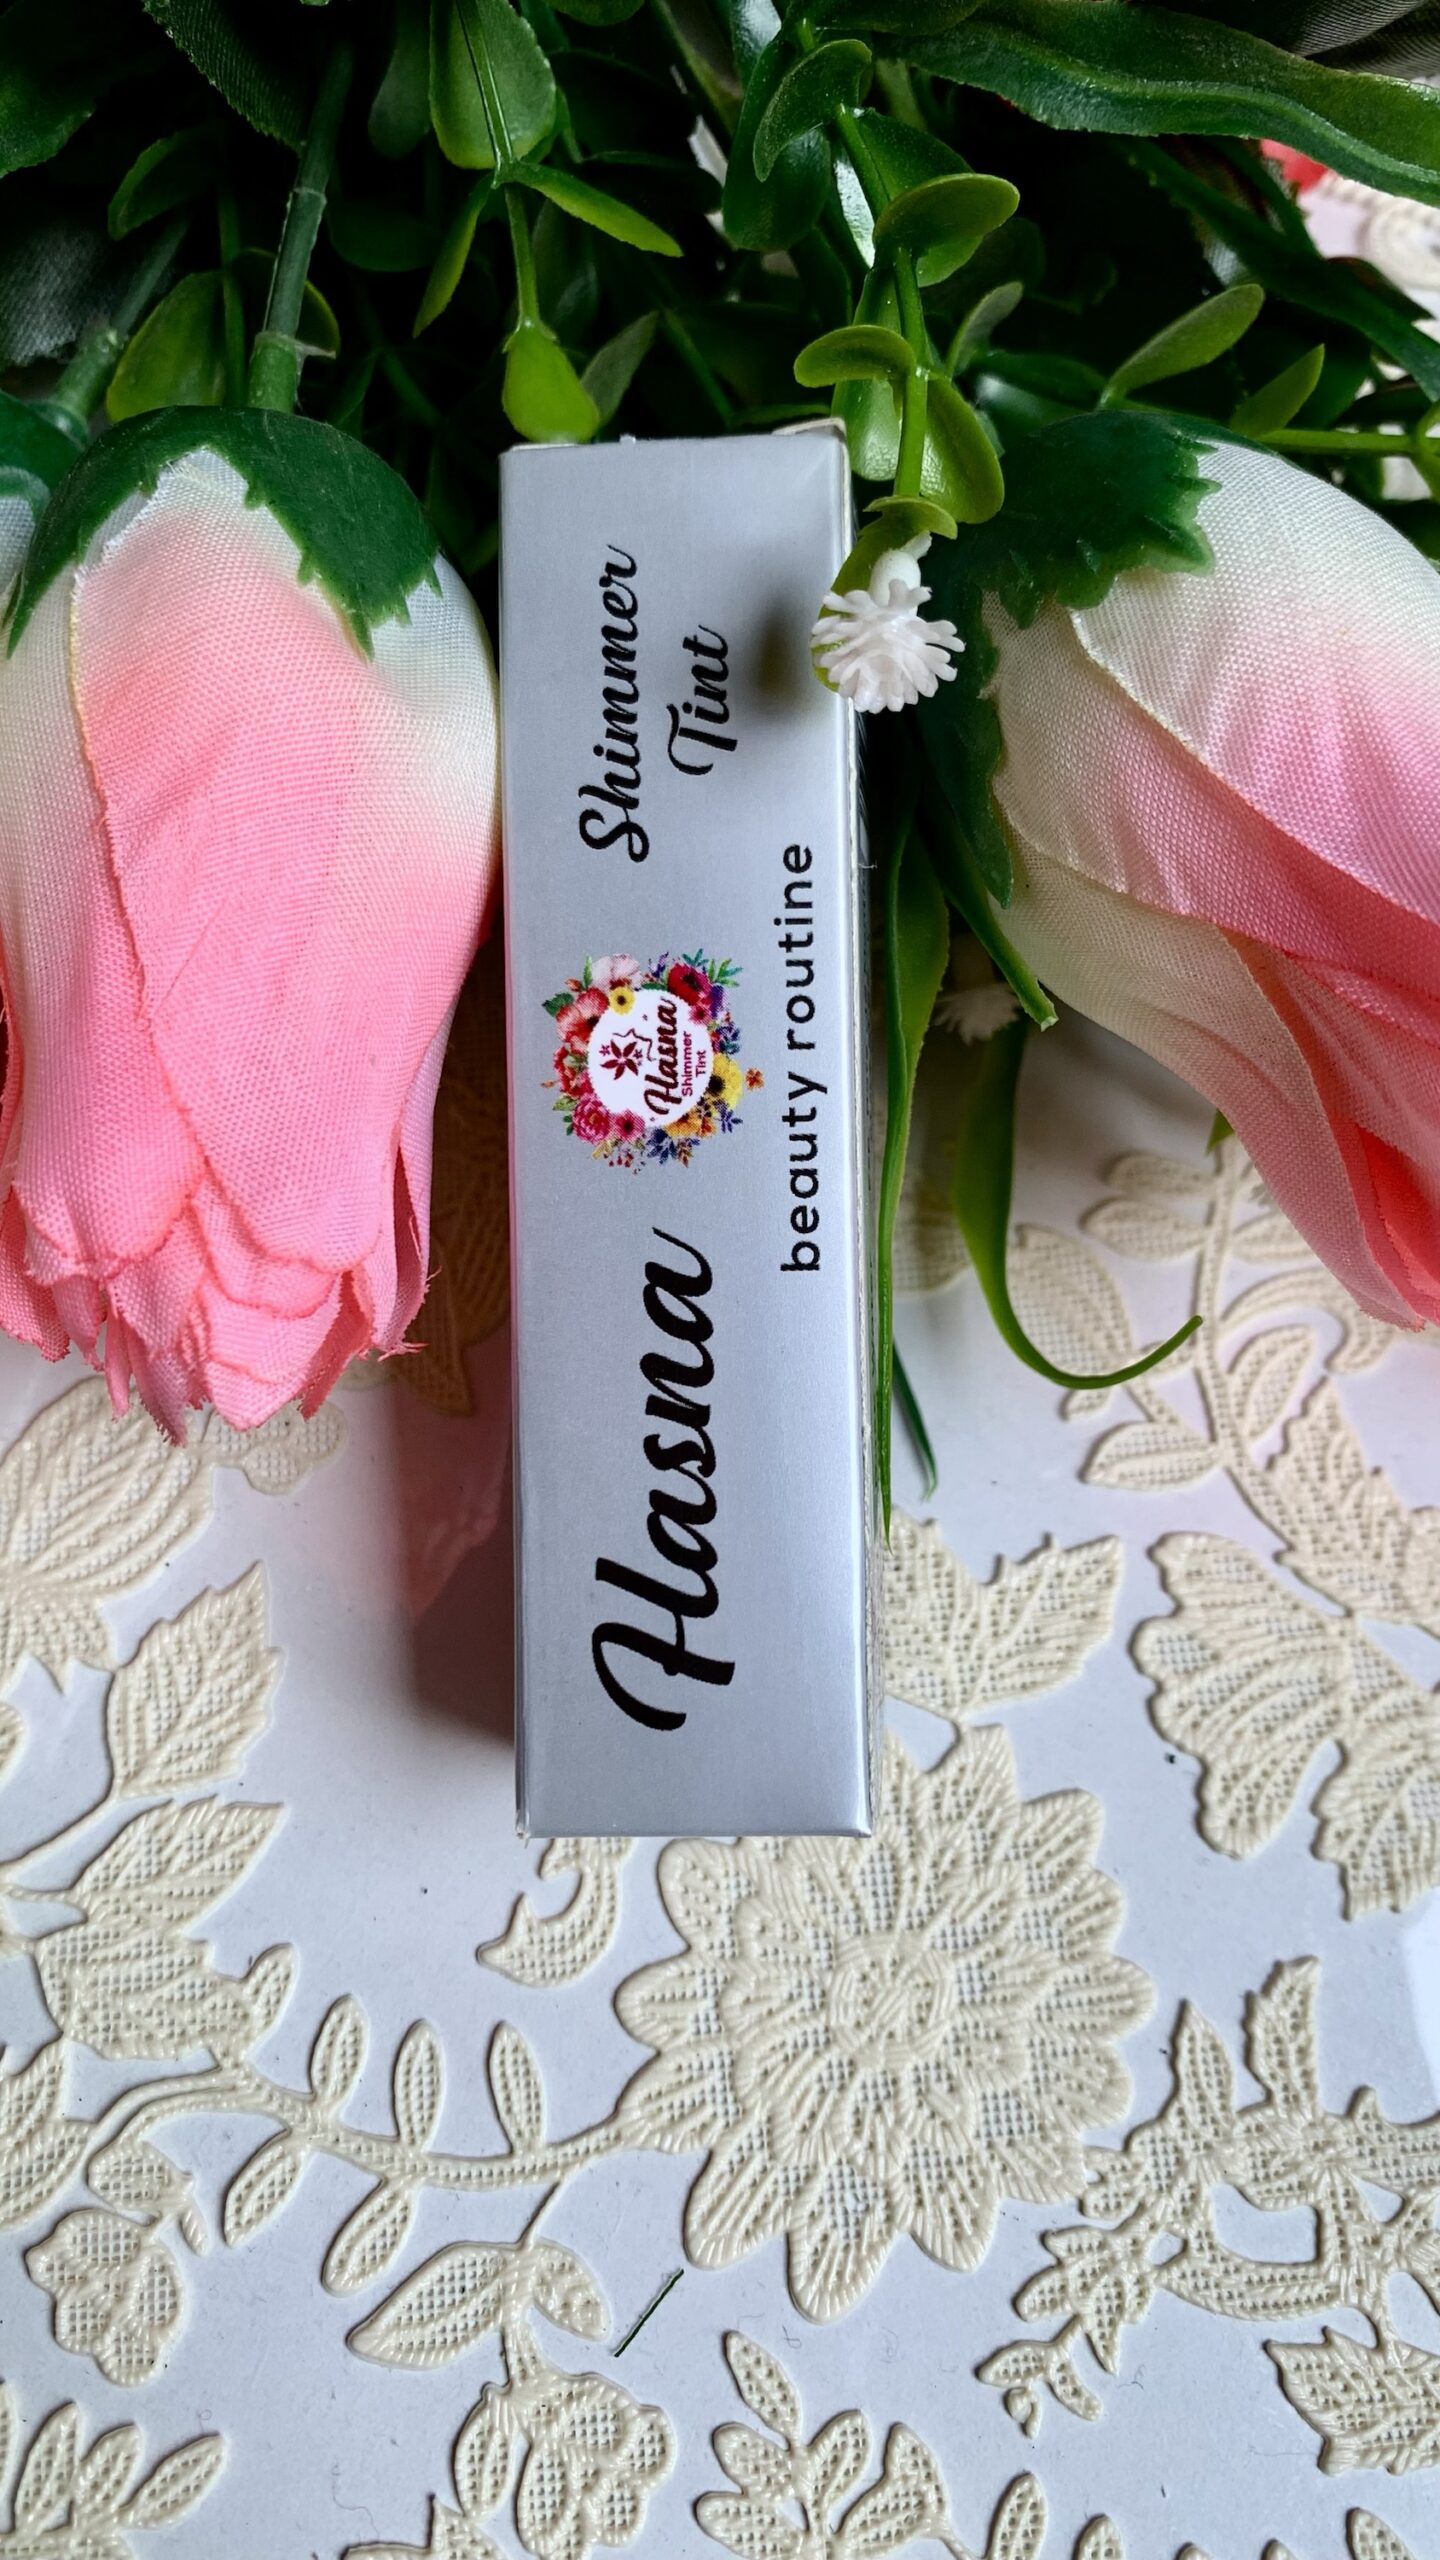 Hasna
Hasna
Shimmer
Tint
Shimmer
Tint
beauty routine